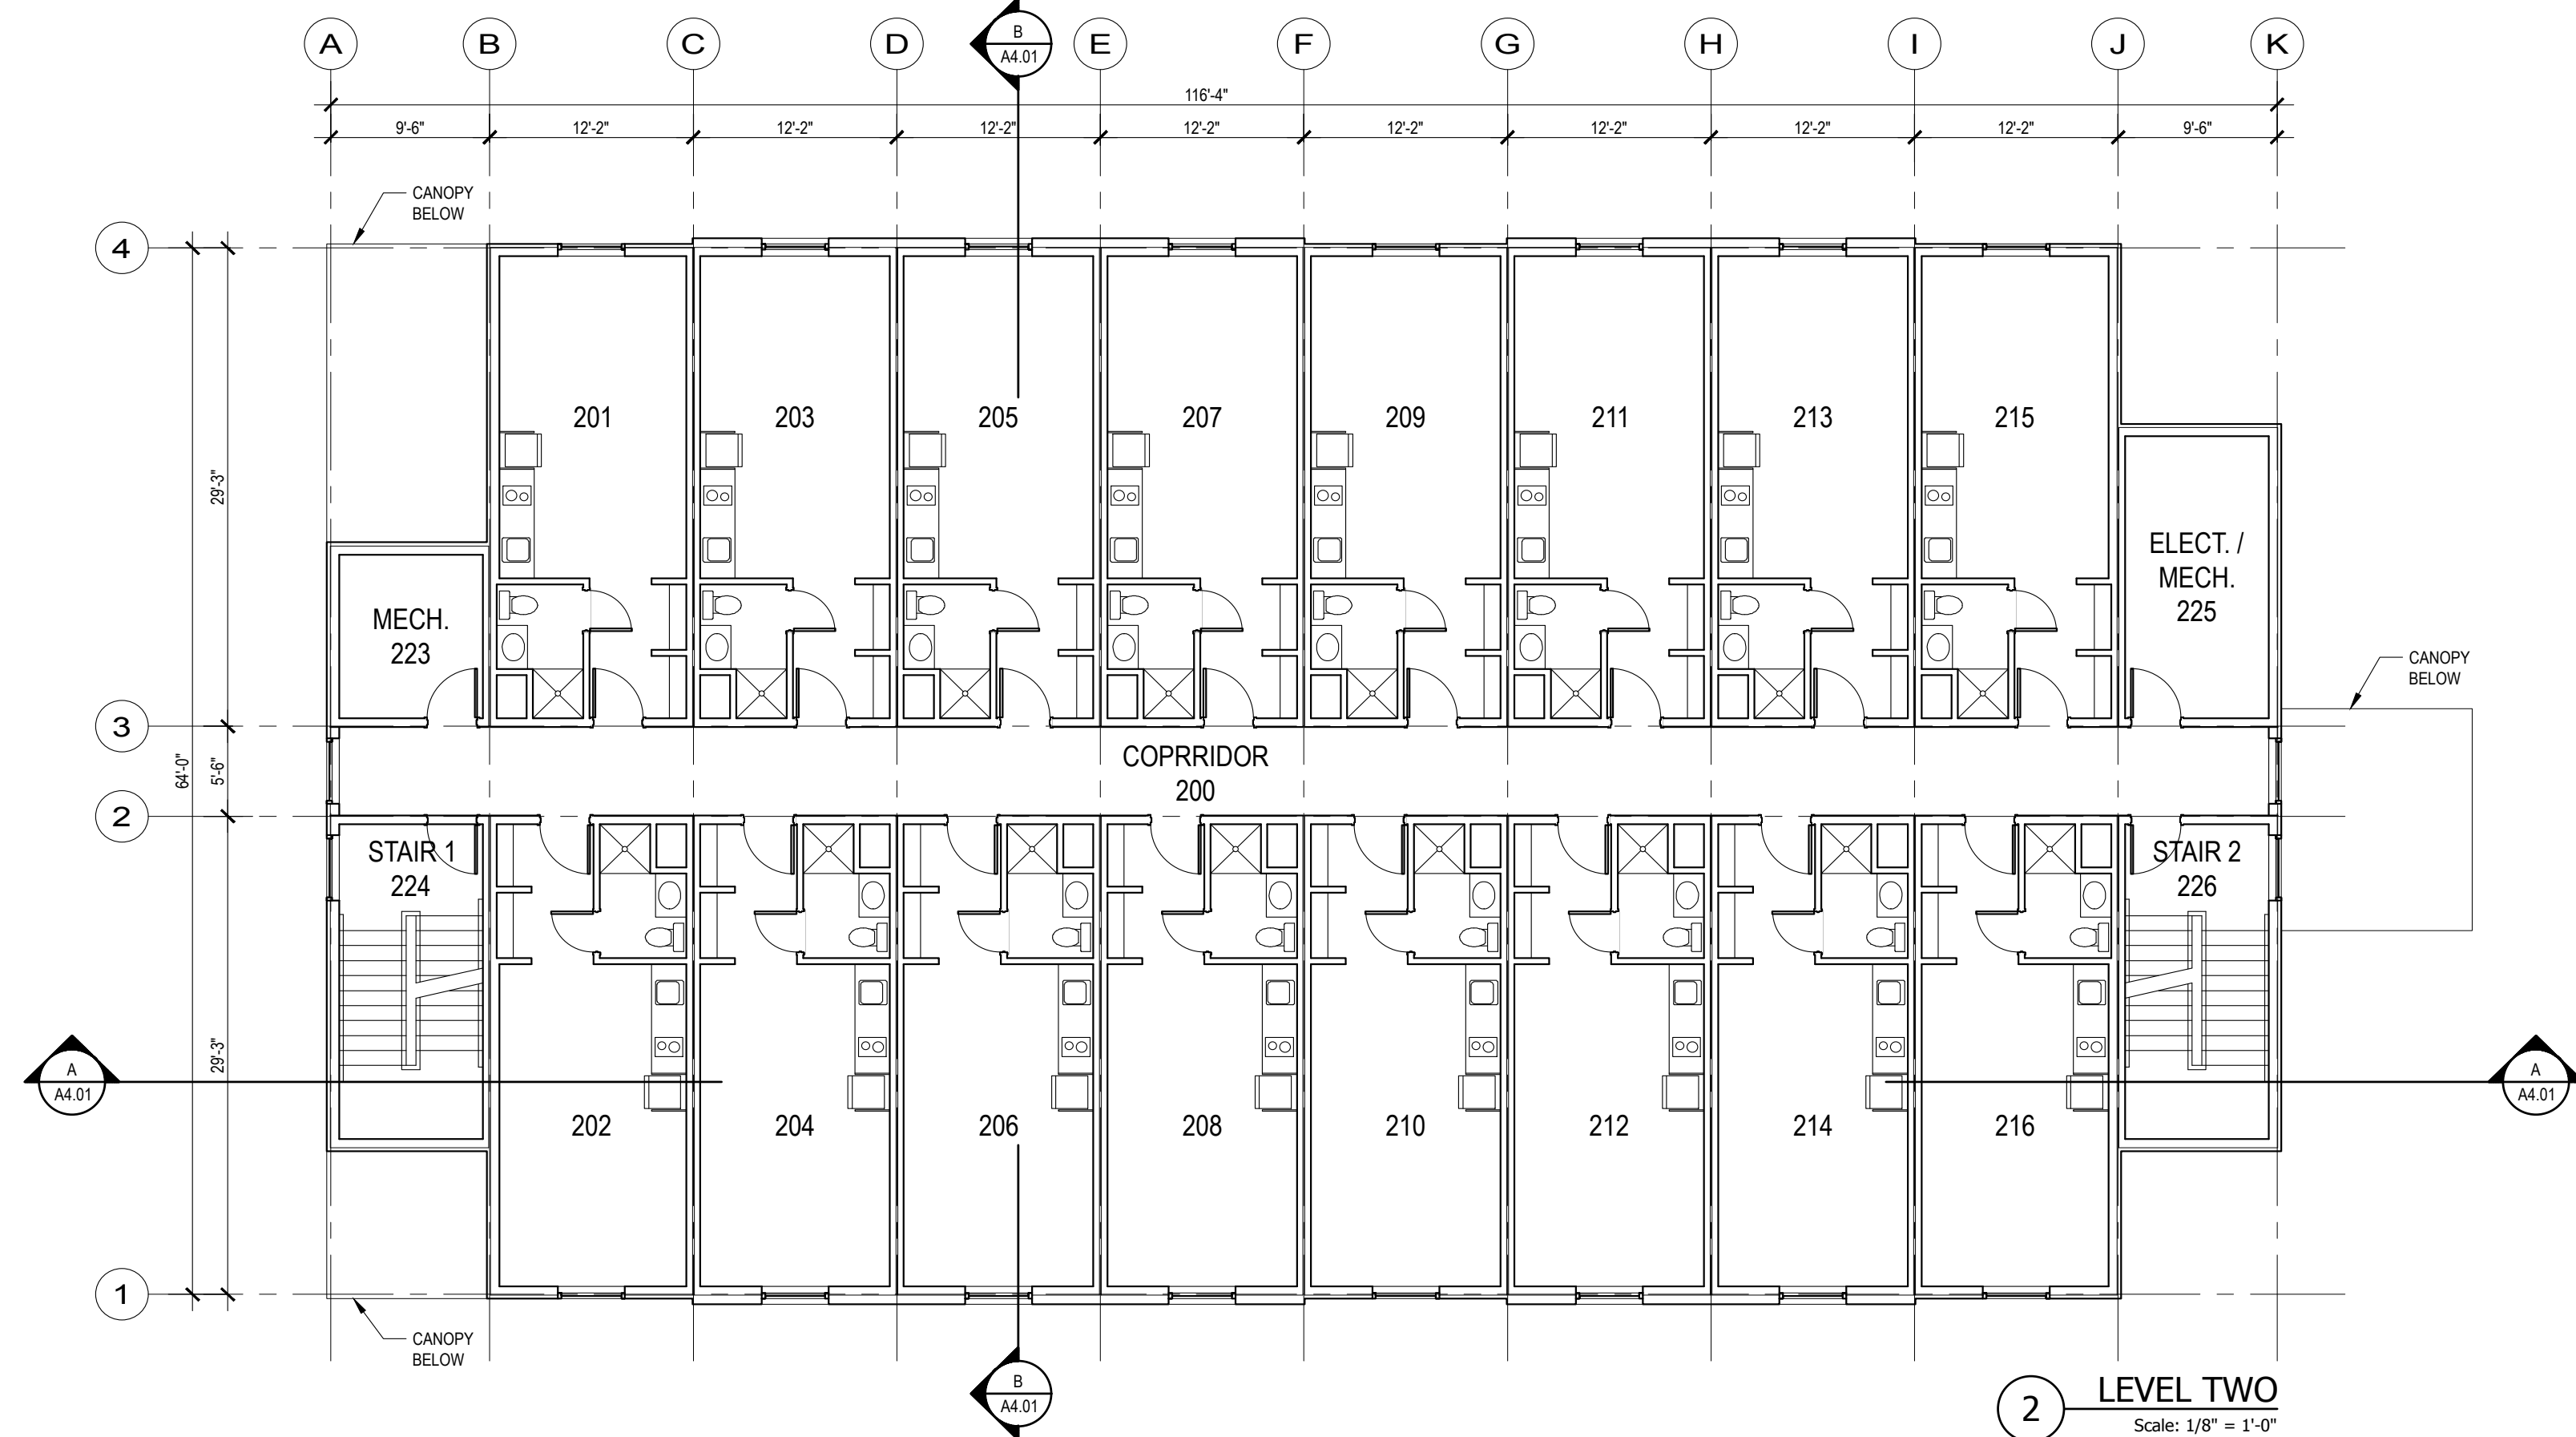 A B C D B E F G H I J K
A4.01
116'-4"
9'-6" 12'-2" 12'-2" 12'-2" 12'-2" 12'-2" 12'-2" 12'-2" 12'-2" 9'-6"
CANOPY
BELOW
4
201 203 205 207 209 211 213 215
29'-3"
ELECT. /
MECH.
225
MECH.
223
CANOPY
BELOW
3
COPRRIDOR
200
64'-0"
5'-6"
2
STAIR 1
224
STAIR 2
226
29'-3"
A
A4.01
A
A4.01
202 204 206 208 210 212 214 216
1
CANOPY
BELOW
B
A4.01
2
LEVEL TWO
Scale: 1/8" = 1'-0"